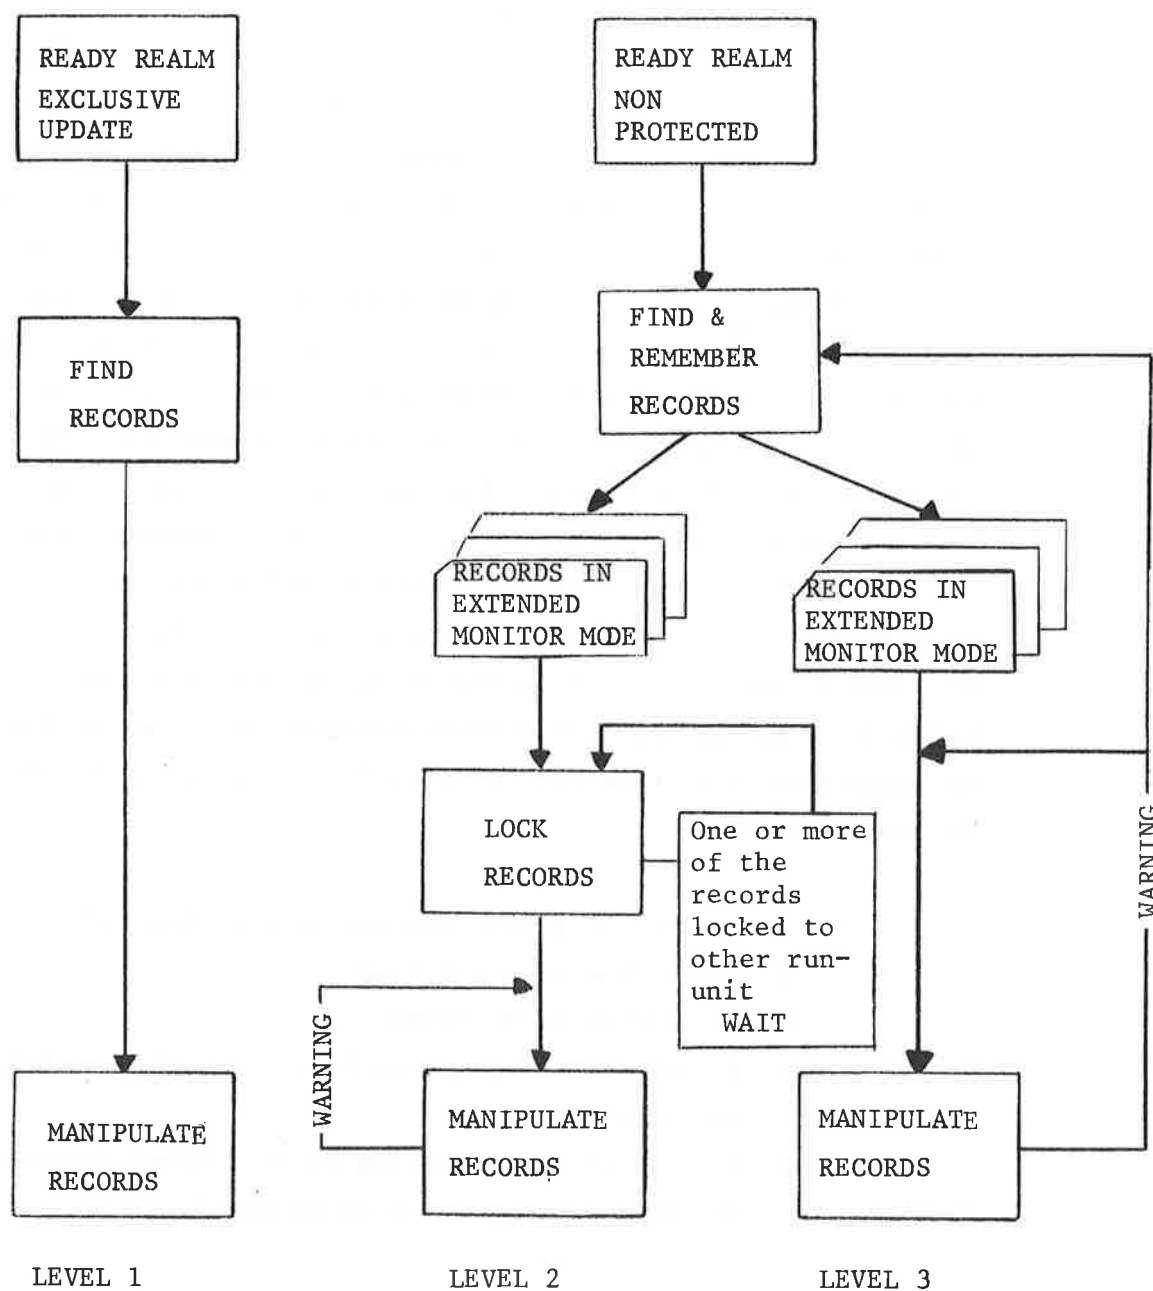 READY REALM
EXCLUSIVE
UPDATE
FIND
RECORDS
MANIPULATE
RECORDS
LEVEL 1
READY REALM
NON
PROTECTED
FIND &
REMEMBER
RECORDS
RECORDS IN
EXTENDED
MONITOR MODE
LOCK
RECORDS
One or more
of the
records
locked to
other run-
unit
WAIT
WARNING
MANIPULATE
RECORDS
LEVEL 2
RECORDS IN
EXTENDED
MONITOR MODE
WARNING
MANIPULATE
RECORDS
LEVEL 3